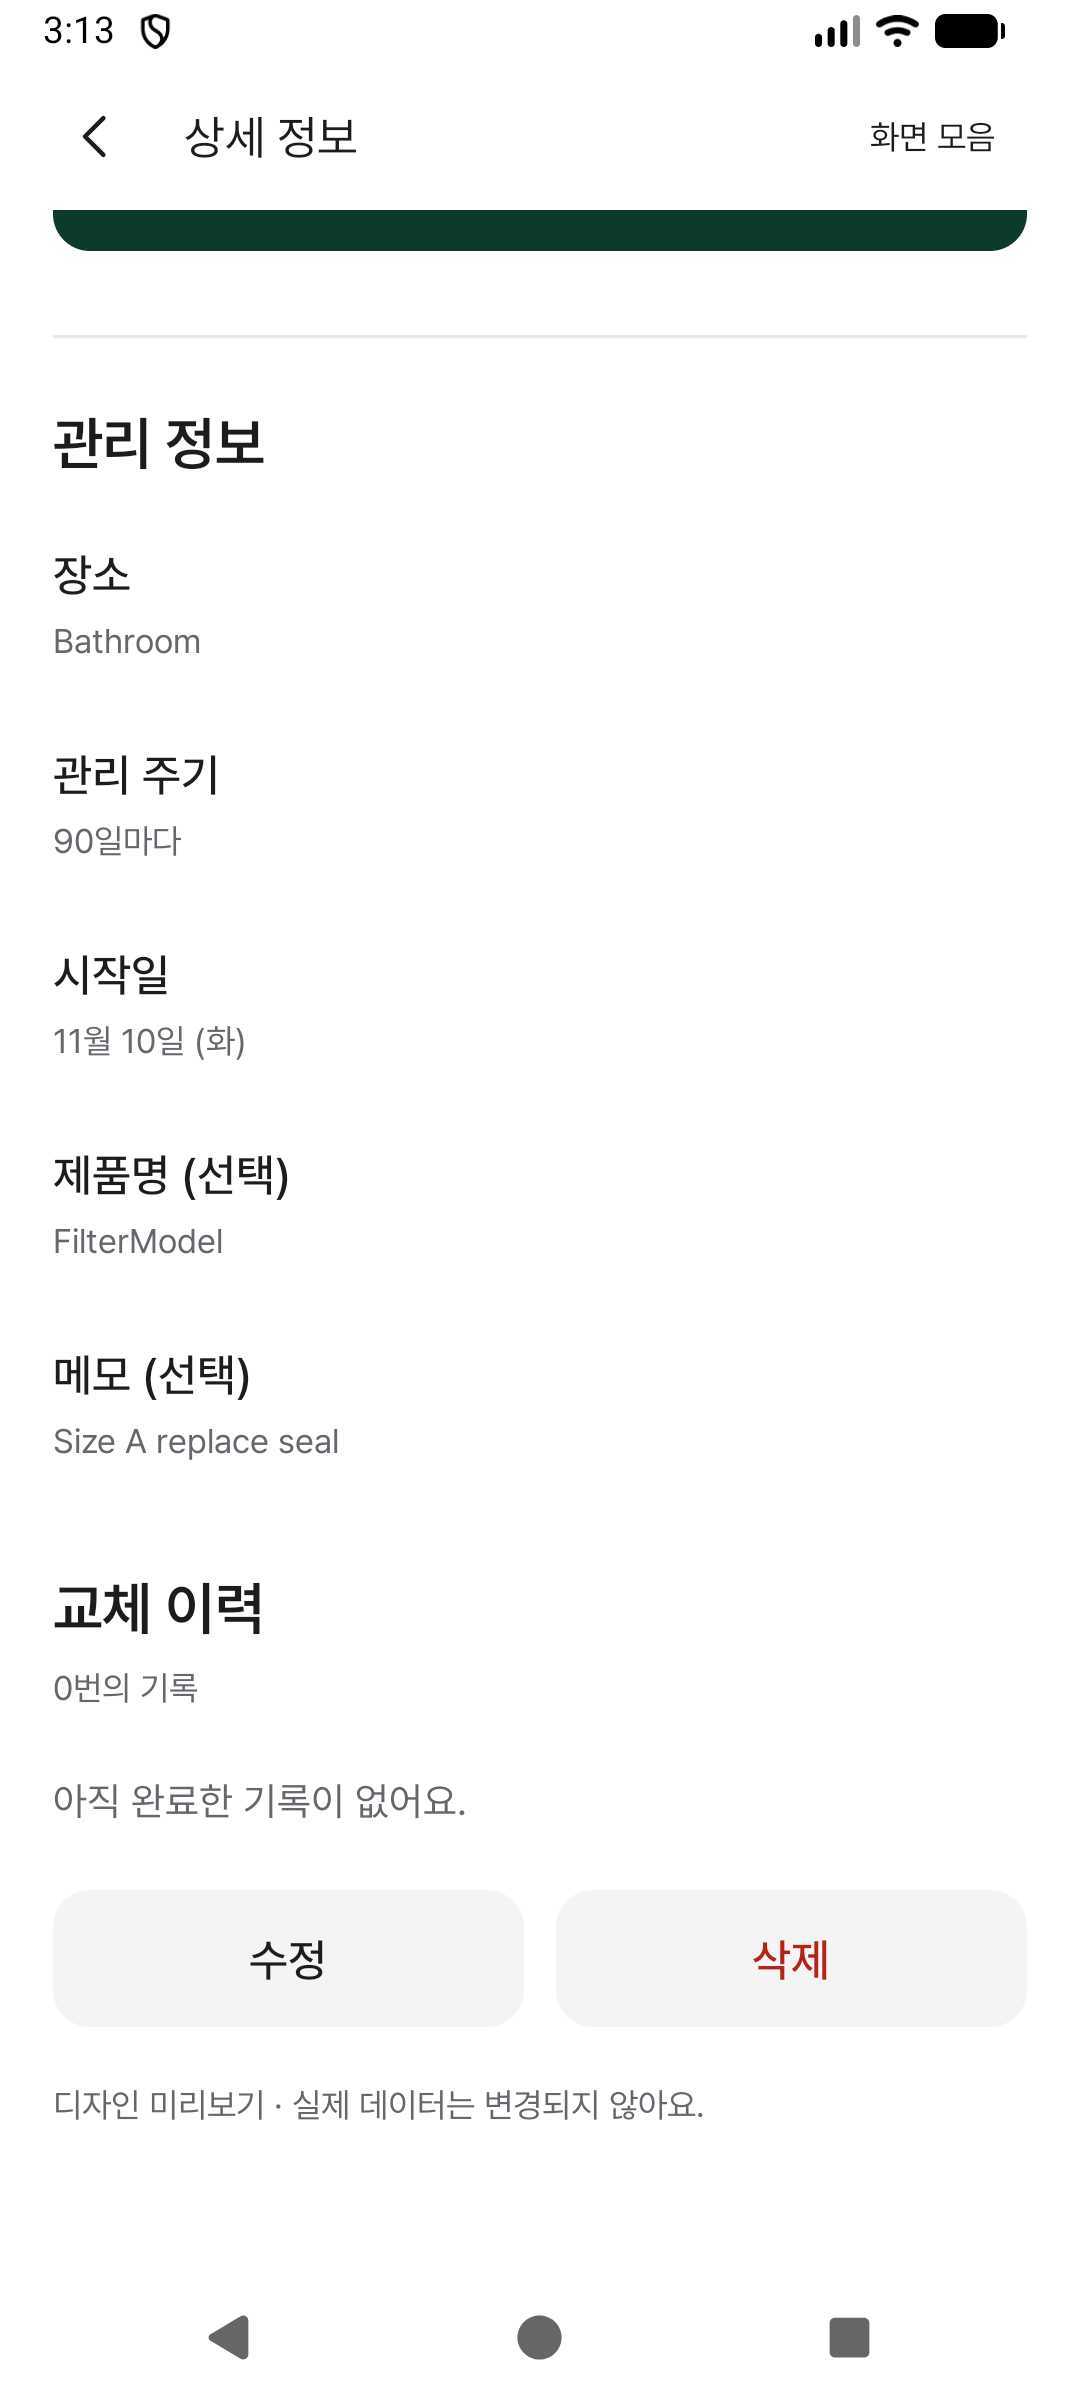 3:13
상세 정보
화면 모음
관리 정보
장소
Bathroom
관리 주기
90일마다
시작일
11월 10일 (화)
제품명 (선택)
FilterModel
메모 (선택)
Size A replace seal
교체 이력
0번의 기록
아직 완료한 기록이 없어요.
수정
삭제
디자인 미리보기 · 실제 데이터는 변경되지 않아요.